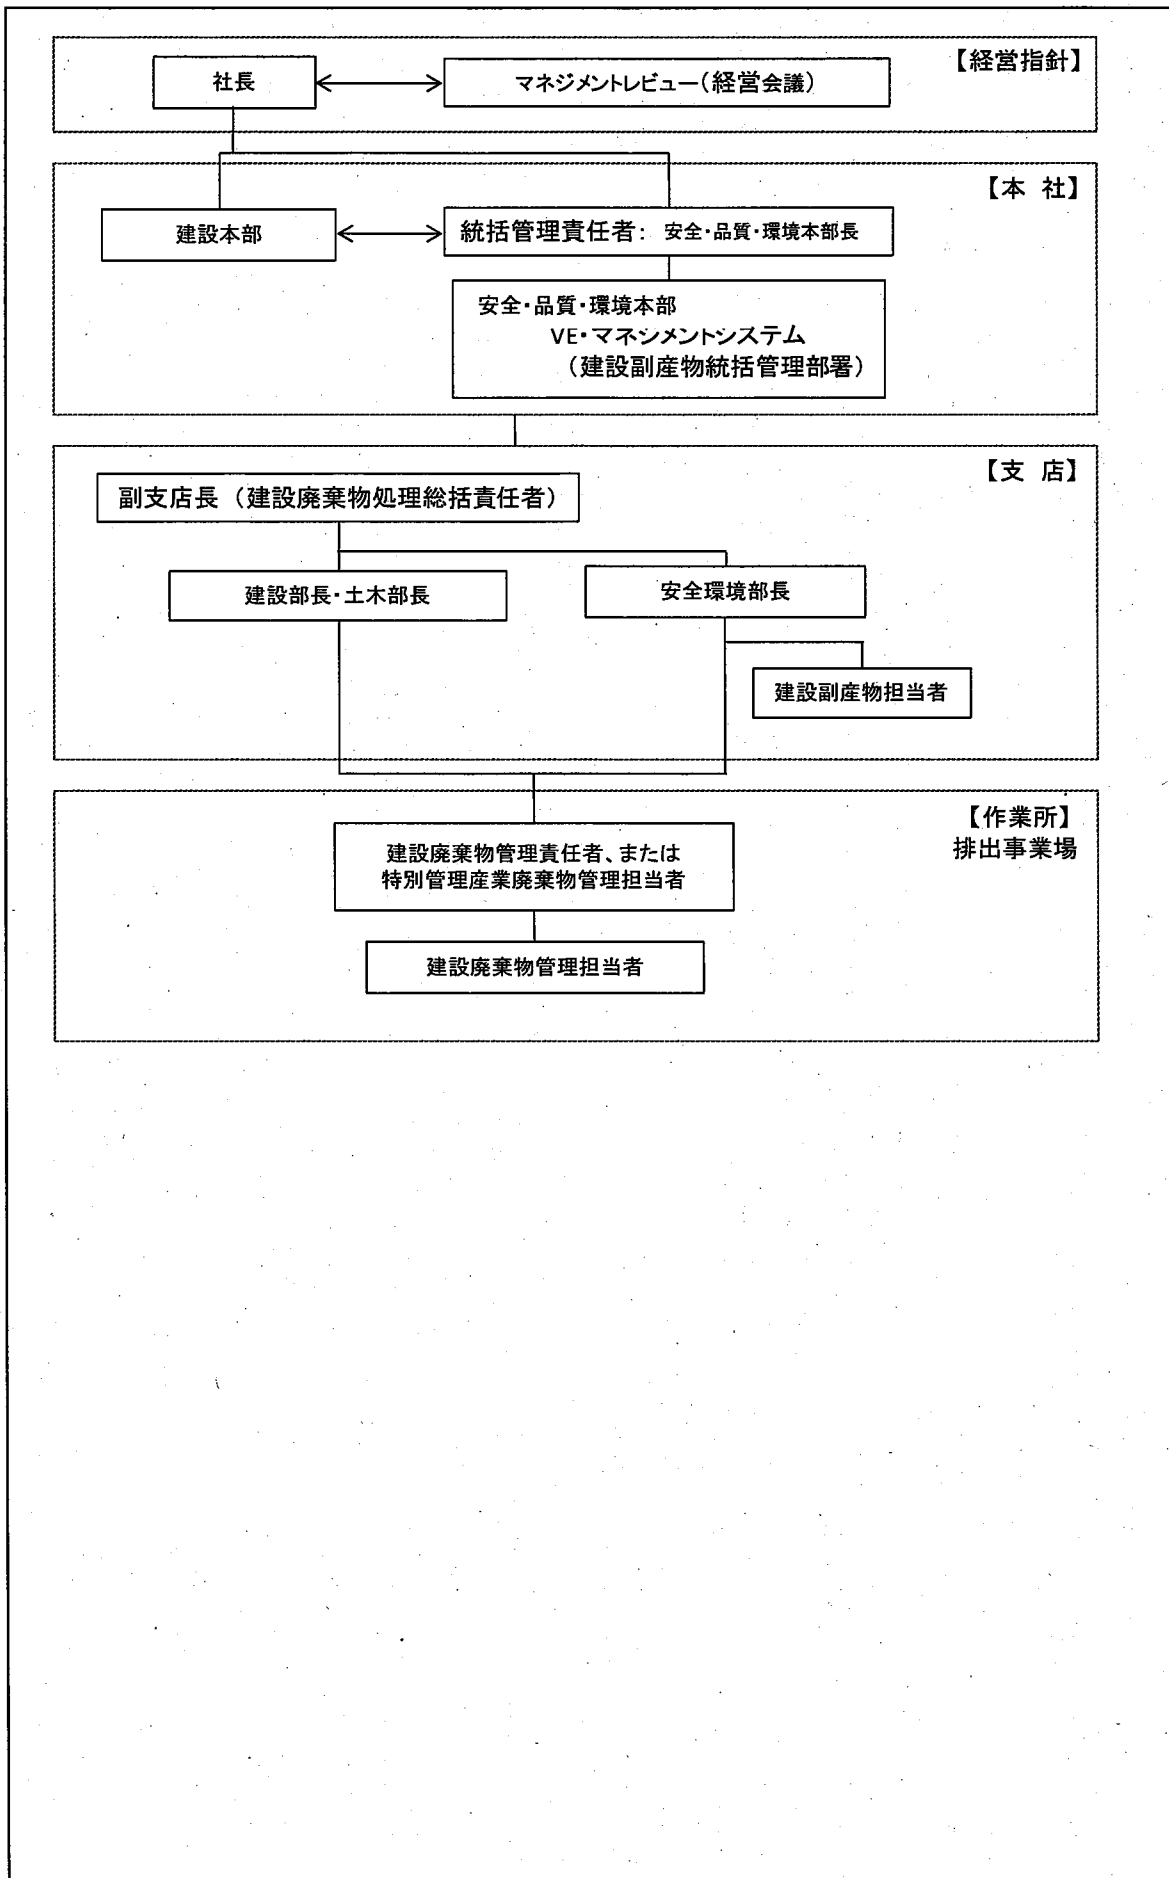 【経営指針】
社長
マネジメントレビュー（経営会議）
【本 社】
建設本部
統括管理責任者： 安全・品質・環境本部長
安全・品質・環境本部
VE・マネシメントシステム
（建設副産物統括管理部署）
【支 店】
副支店長 （建設廃棄物処理総括責任者）
建設部長・土木部長
安全環境部長
建設副産物担当者
【作業所】
排出事業場
建設廃棄物管理責任者、または
特別管理産業廃棄物管理担当者
建設廃棄物管理担当者